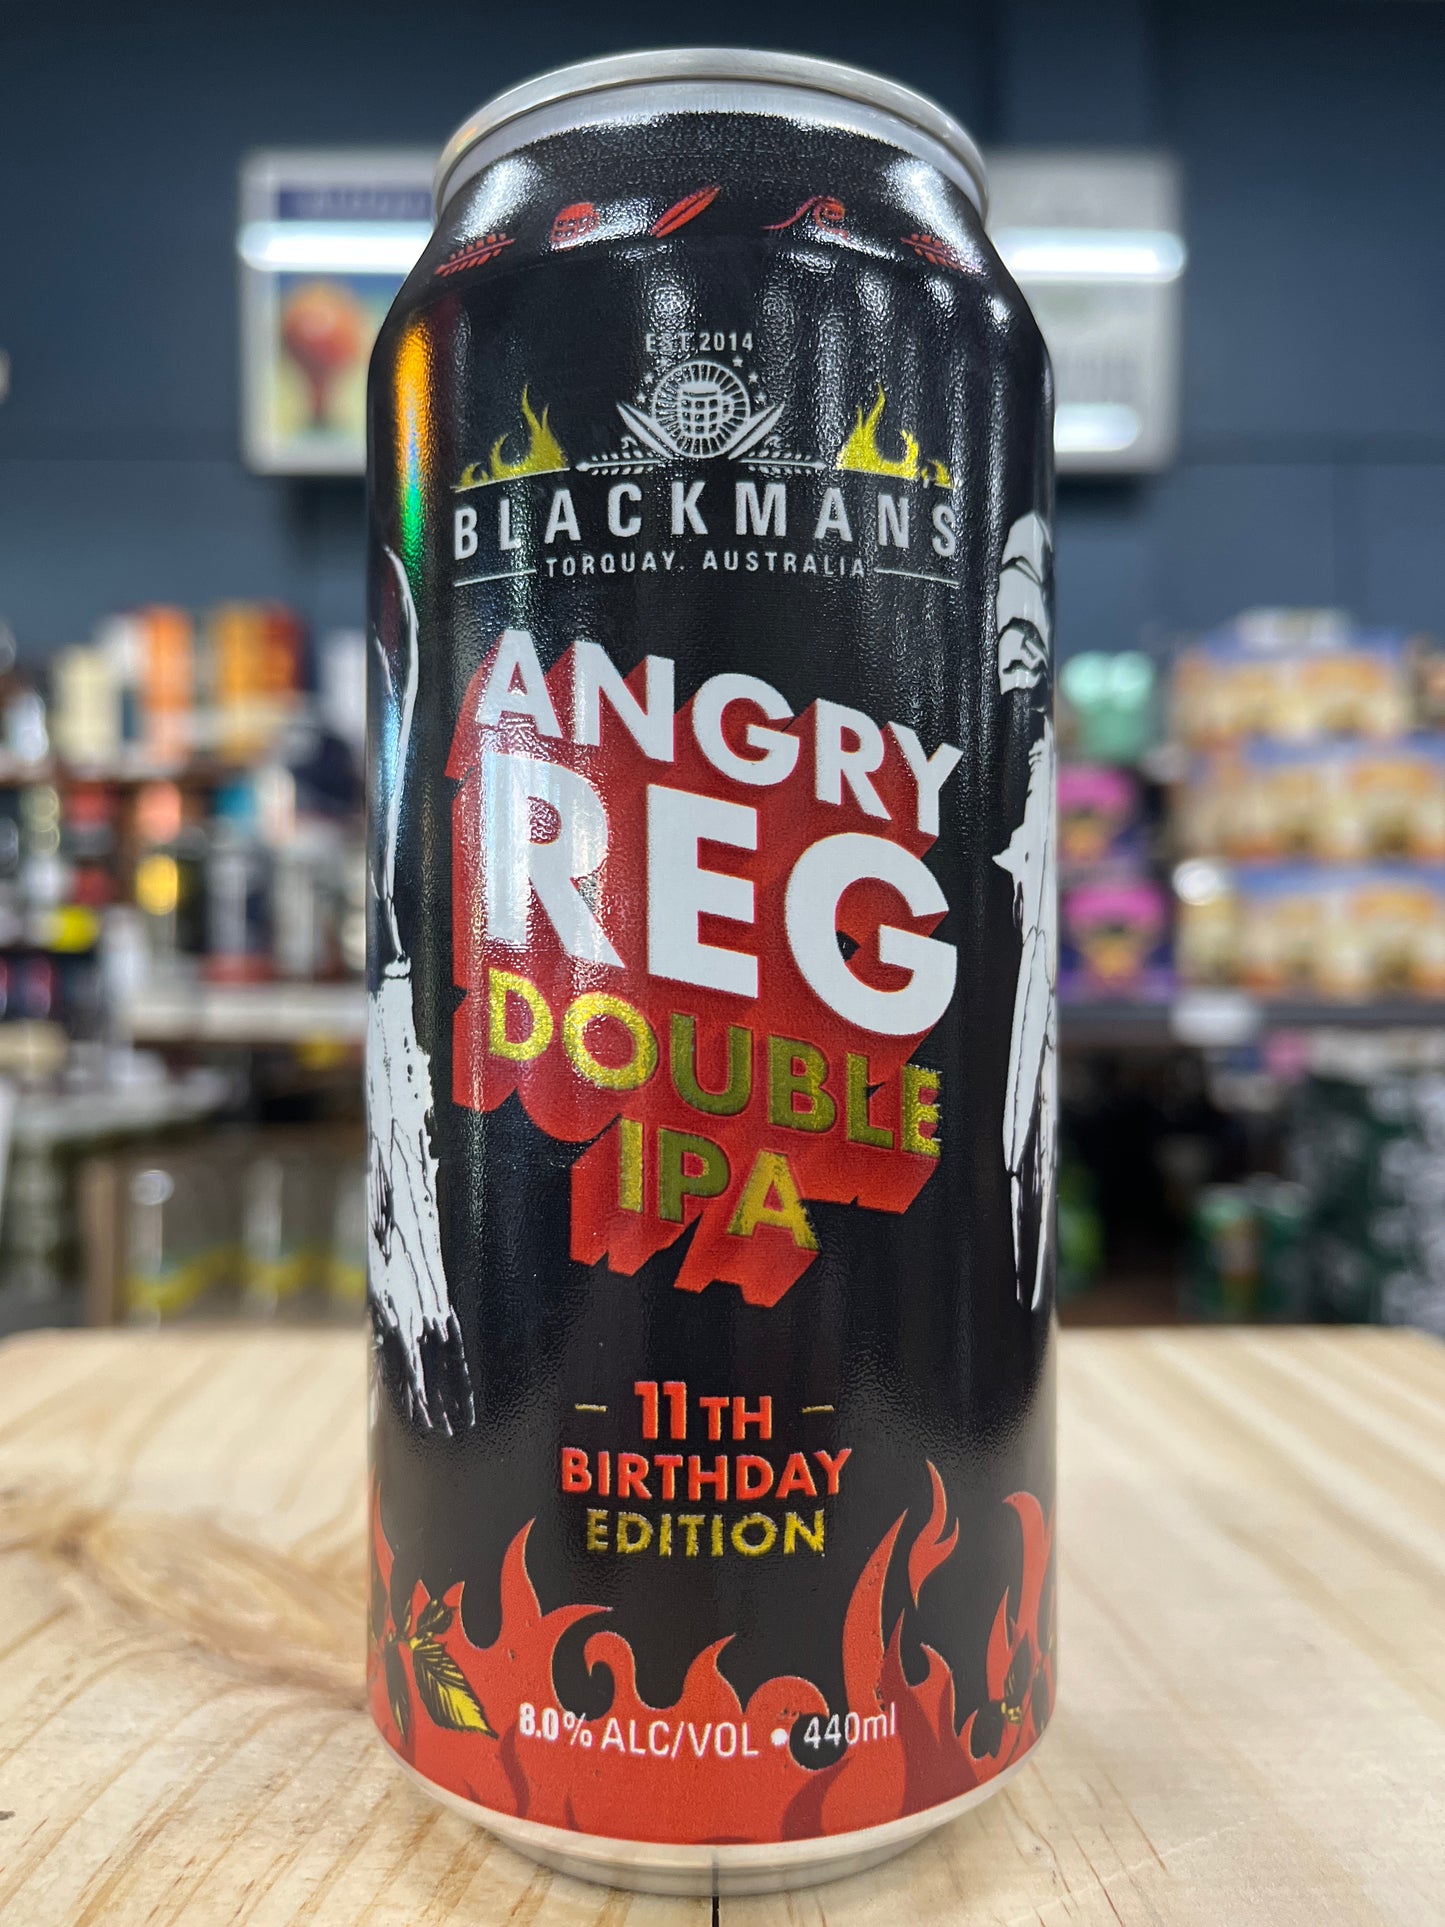 EST. 2014
BLACKMANS
TORQUAY. AUSTRALIA
ANGRY
REG
DOUBLE
IPA
11TH
BIRTHDAY
EDITION
8.0% ALC/VOL • 440ml